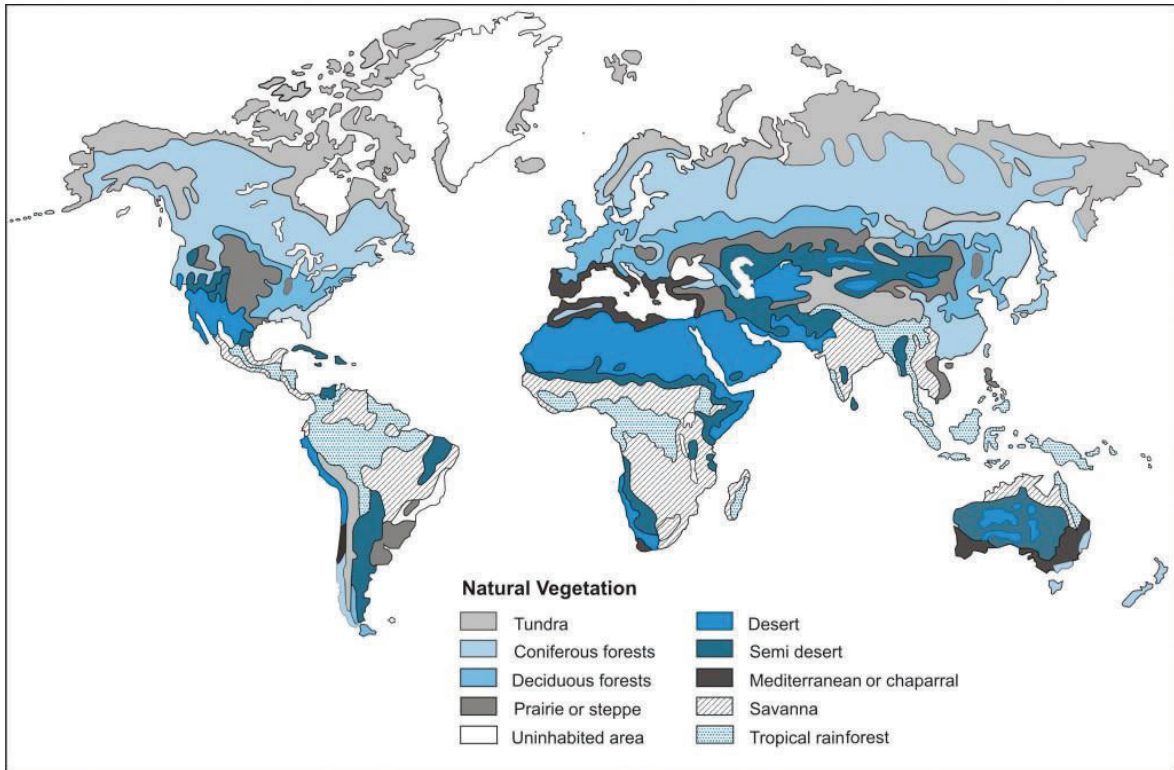 Natural Vegetation
Tundra
Coniferous forests
Deciduous forests
Prairie or steppe
Uninhabited area
Desert
Semi desert
Mediterranean or chaparral
Savanna
Tropical rainforest